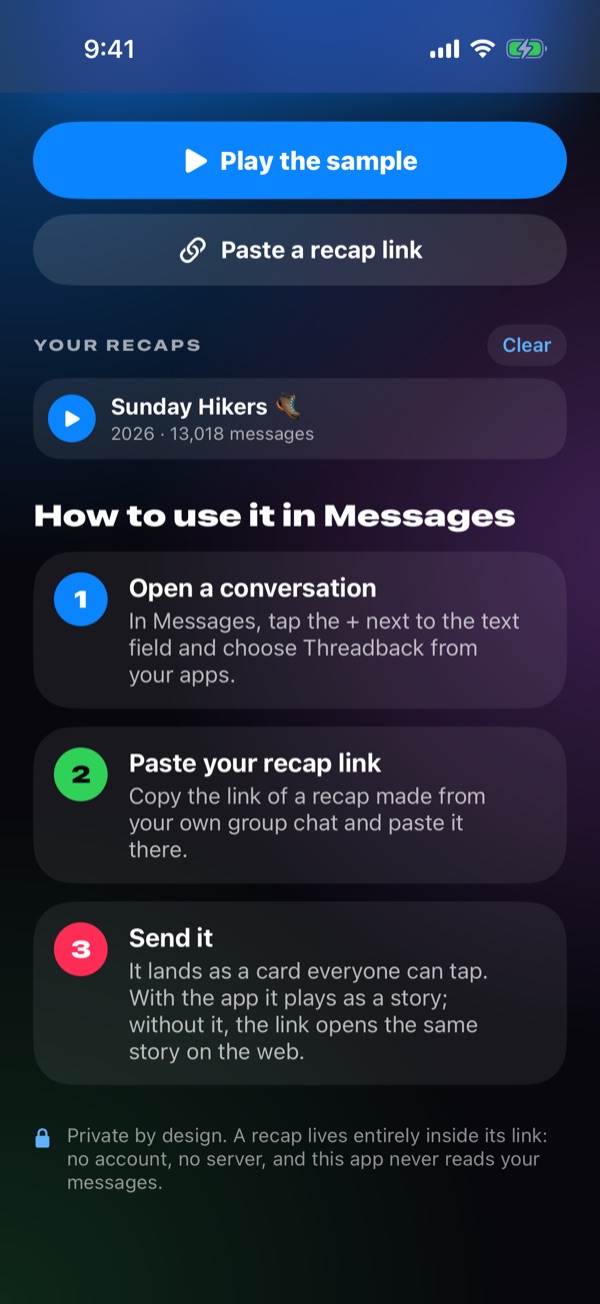 9:41
Play the sample
Paste a recap link
YOUR RECAPS
Clear
Sunday Hikers 🥾
2026 · 13,018 messages
How to use it in Messages
1
Open a conversation
In Messages, tap the + next to the text
field and choose Threadback from
your apps.
2
Paste your recap link
Copy the link of a recap made from
your own group chat and paste it
there.
3
Send it
It lands as a card everyone can tap.
With the app it plays as a story;
without it, the link opens the same
story on the web.
Private by design. A recap lives entirely inside its link:
no account, no server, and this app never reads your
messages.